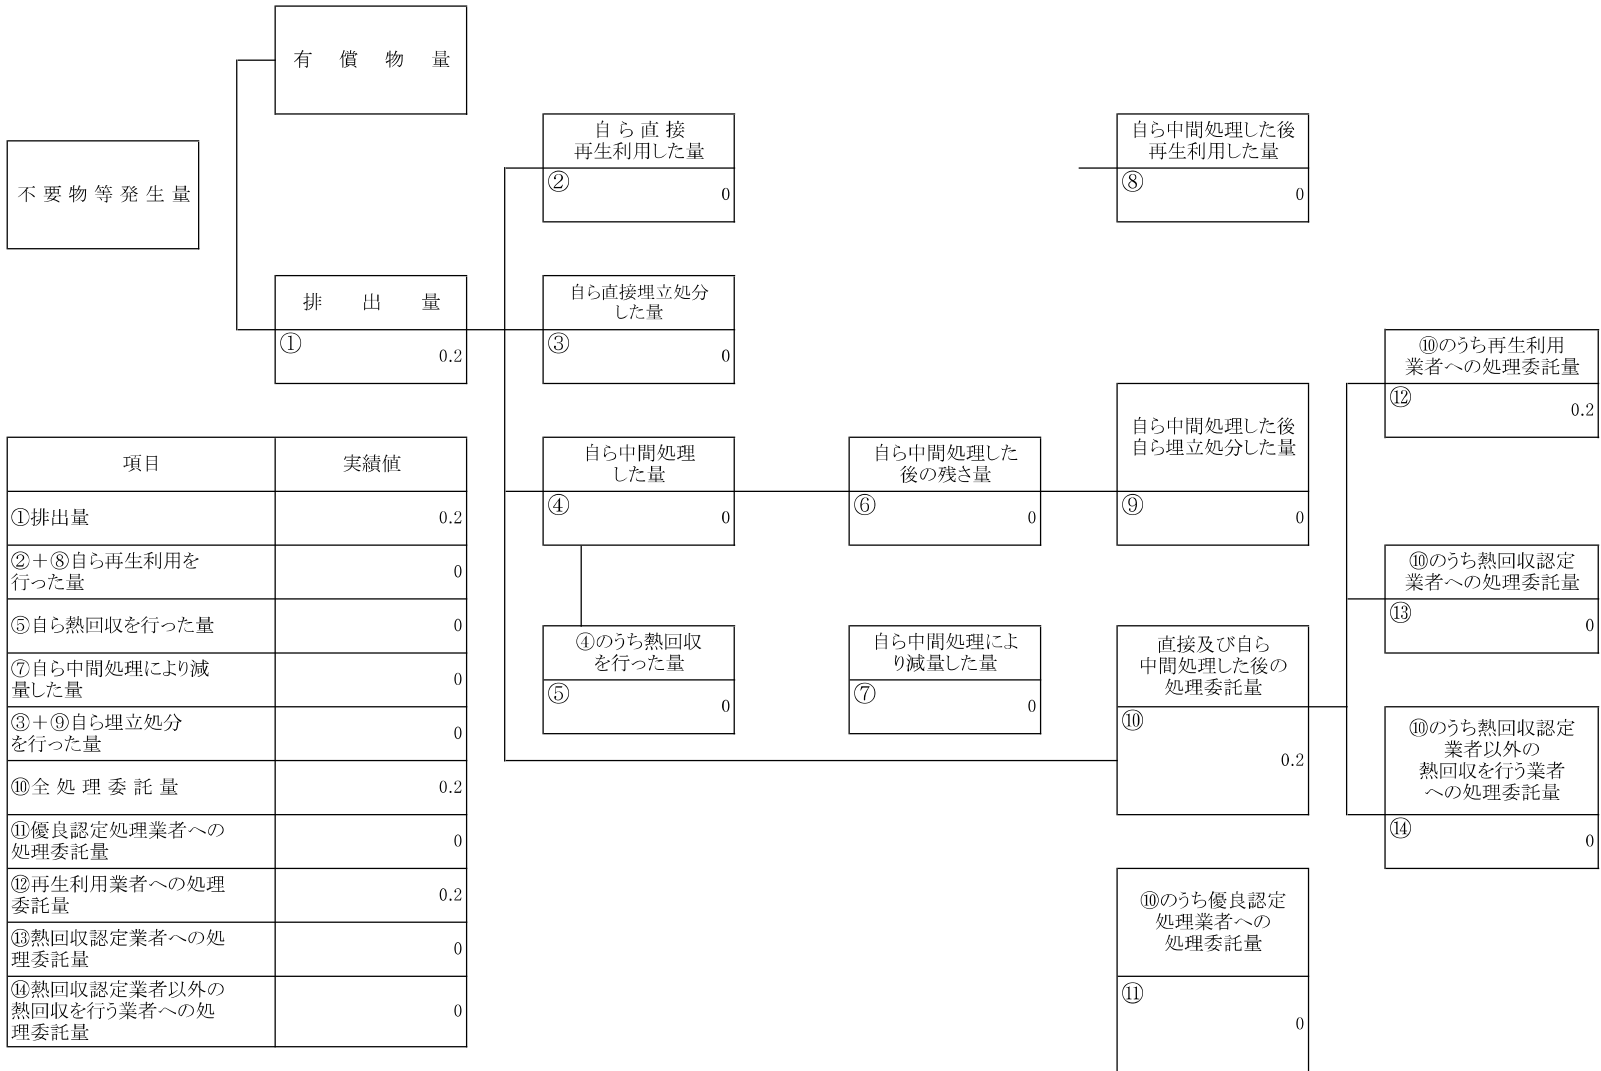 有償物量
不要物等発生量
排出量
①
0.2
自ら直接
再生利用した量
②
0
自ら直接埋立処分
した量
③
0
自ら中間処理
した量
④
0
④のうち熱回収
を行った量
⑤
0
自ら中間処理した
後の残さ量
⑥
0
自ら中間処理によ
り減量した量
⑦
0
自ら中間処理した後
再生利用した量
⑧
0
自ら中間処理した後
自ら埋立処分した量
⑨
0
直接及び自ら
中間処理した後の
処理委託量
⑩
0.2
⑩のうち優良認定
処理業者への
処理委託量
⑪
0
⑩のうち再生利用
業者への処理委託量
⑫
0.2
⑩のうち熱回収認定
業者への処理委託量
⑬
0
⑩のうち熱回収認定
業者以外の
熱回収を行う業者
への処理委託量
⑭
0
項目 実績値
①排出量 0.2
②＋⑧自ら再生利用を
行った量 0
⑤自ら熱回収を行った量 0
⑦自ら中間処理により減
量した量 0
③＋⑨自ら埋立処分
を行った量 0
⑩全処理委託量 0.2
⑪優良認定処理業者への
処理委託量 0
⑫再生利用業者への処理
委託量 0.2
⑬熱回収認定業者への処
理委託量 0
⑭熱回収認定業者以外の
熱回収を行う業者への処
理委託量 0